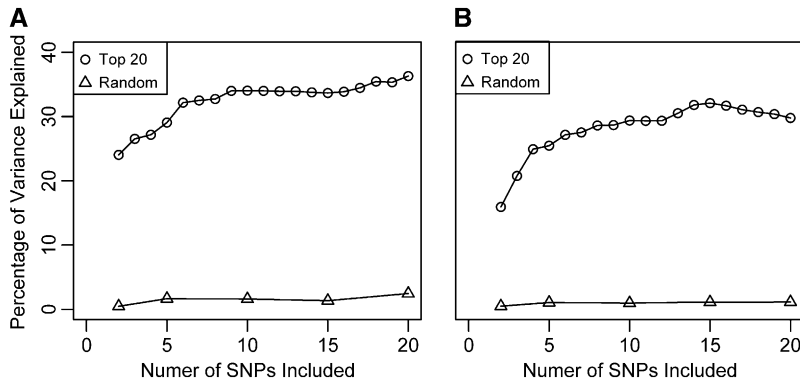 A
Percentage of Variance Explained
40
30
20
10
0
Top 20
Random
0 5 10 15 20
Numer of SNPs Included
B
Top 20
Random
0 5 10 15 20
Numer of SNPs Included